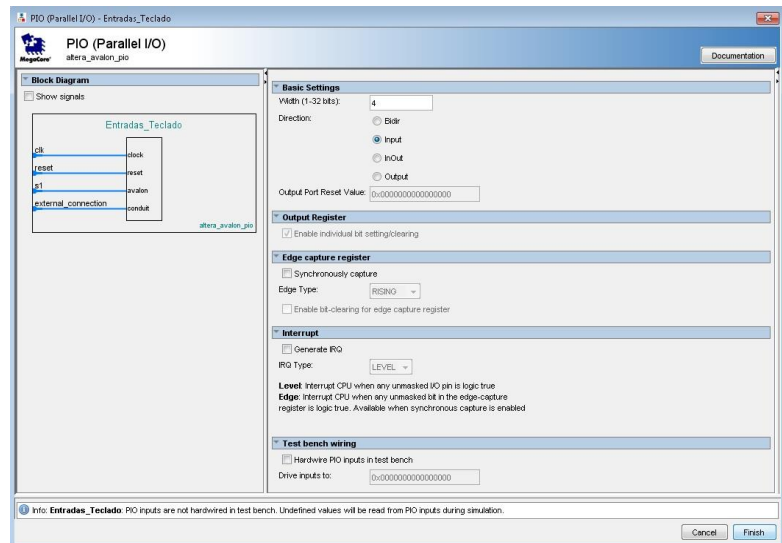 PIO (Parallel I/O) - Entradas_Teclado
MegaCore®
PIO (Parallel I/O)
altera_avalon_pio
Documentation
Block Diagram
Show signals
Entradas_Teclado
clk
clock
reset
reset
s1
avalon
external_connection
conduit
altera_avalon_pio
Basic Settings
Width (1-32 bits): 4
Direction: Bidir
Input
InOut
Output
Output Port Reset Value: 0x0000000000000000
Output Register
Enable individual bit setting/clearing
Edge capture register
Synchronously capture
Edge Type: RISING
Enable bit-clearing for edge capture register
Interrupt
Generate IRQ
IRQ Type: LEVEL
Level: Interrupt CPU when any unmasked I/O pin is logic true
Edge: Interrupt CPU when any unmasked bit in the edge-capture
register is logic true. Available when synchronous capture is enabled
Test bench wiring
Hardwire PIO inputs in test bench
Drive inputs to: 0x0000000000000000
Info: Entradas_Teclado: PIO inputs are not hardwired in test bench. Undefined values will be read from PIO inputs during simulation.
Cancel Finish